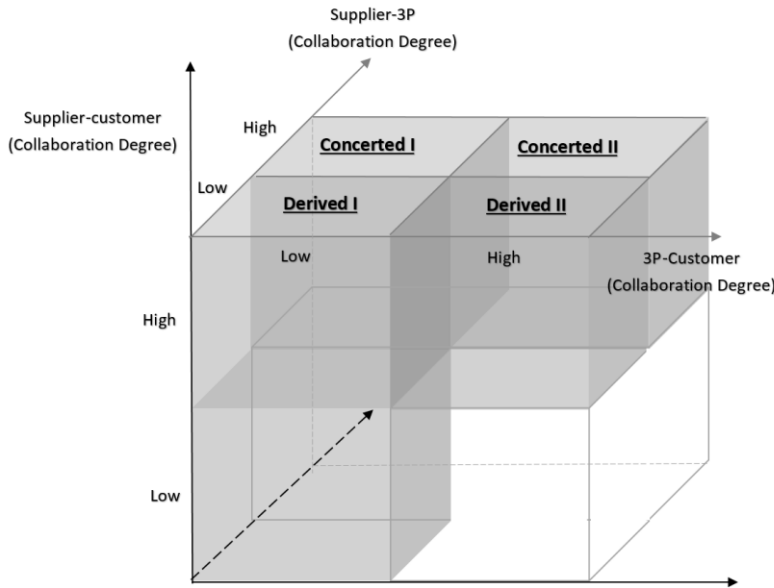 Supplier-3P
(Collaboration Degree)
Supplier-customer
(Collaboration Degree)
High
Low
Concerted I
Concerted II
Derived I
Derived II
Low
High
3P-Customer
(Collaboration Degree)
High
Low